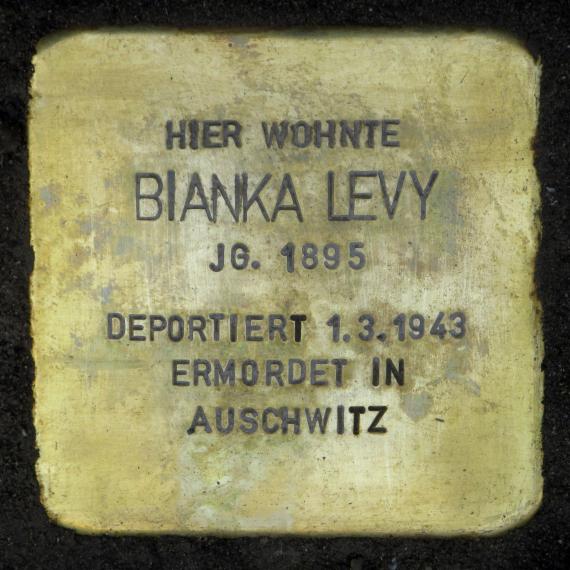 HIER WOHNTE
BIANKA LEVY
JG. 1895
DEPORTIERT 1.3.1943
ERMORDET IN
AUSCHWITZ